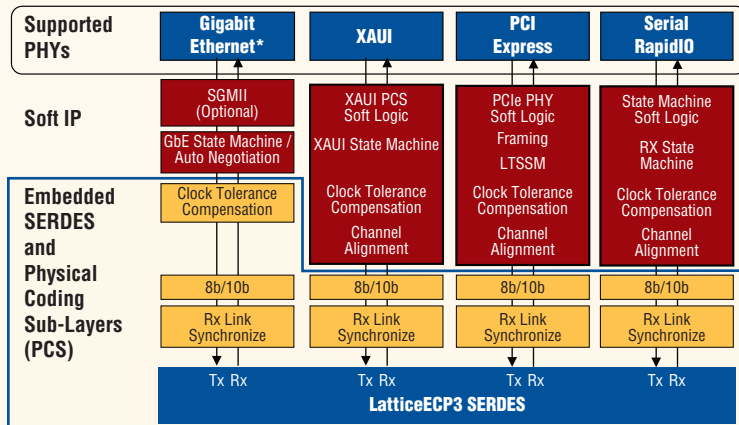 Supported
PHYs
Gigabit
Ethernet*
XAUI
PCI
Express
Serial
RapidIO
Soft IP
SGMII
(Optional)
GbE State Machine /
Auto Negotiation
XAUI PCS
Soft Logic
XAUI State Machine
Clock Tolerance
Compensation
Channel
Alignment
PCIe PHY
Soft Logic
Framing
LTSSM
Clock Tolerance
Compensation
Channel
Alignment
State Machine
Soft Logic
RX State
Machine
Clock Tolerance
Compensation
Channel
Alignment
Embedded
SERDES
and
Physical
Coding
Sub-Layers
(PCS)
Clock Tolerance
Compensation
8b/10b
8b/10b
8b/10b
8b/10b
Rx Link
Synchronize
Rx Link
Synchronize
Rx Link
Synchronize
Rx Link
Synchronize
Tx Rx
Tx Rx
Tx Rx
Tx Rx
LatticeECP3 SERDES